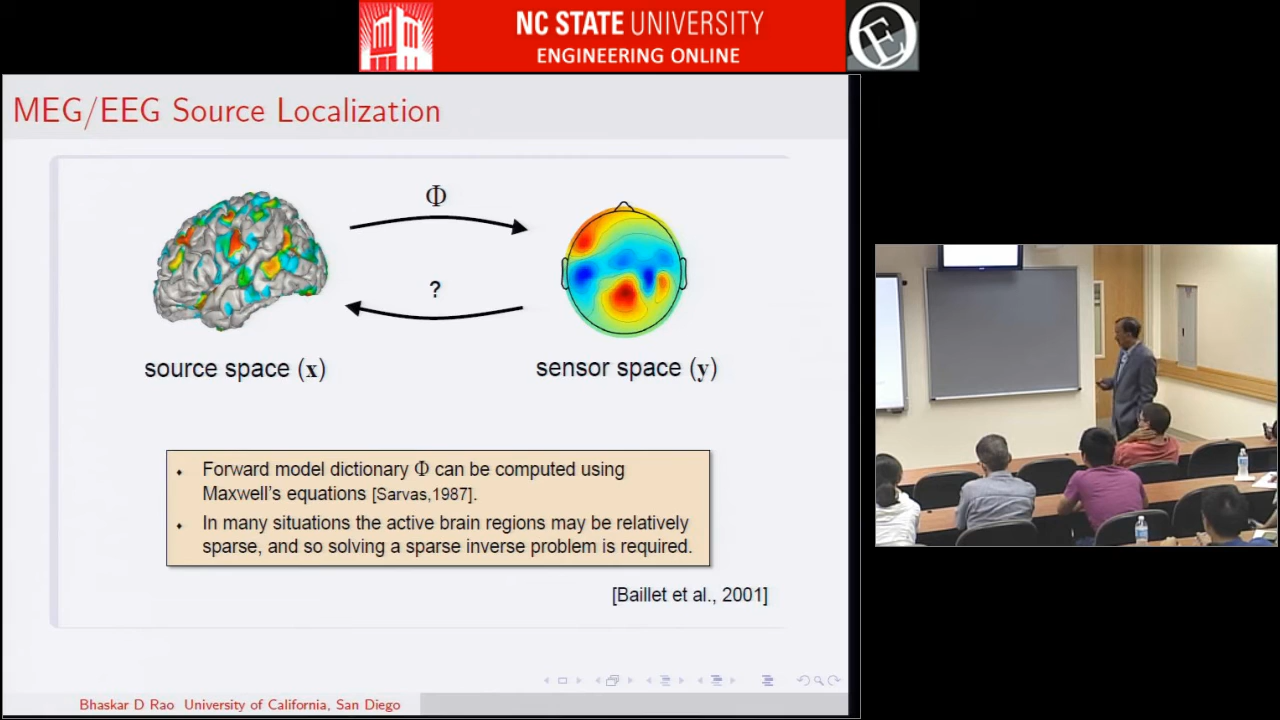 NC STATE UNIVERSITY
ENGINEERING ONLINE
MEG/EEG Source Localization
Φ
?
source space (x)
sensor space (y)
Forward model dictionary Φ can be computed using
Maxwell's equations [Sarvas,1987].
In many situations the active brain regions may be relatively
sparse, and so solving a sparse inverse problem is required.
[Baillet et al., 2001]
Bhaskar D Rao University of California, San Diego